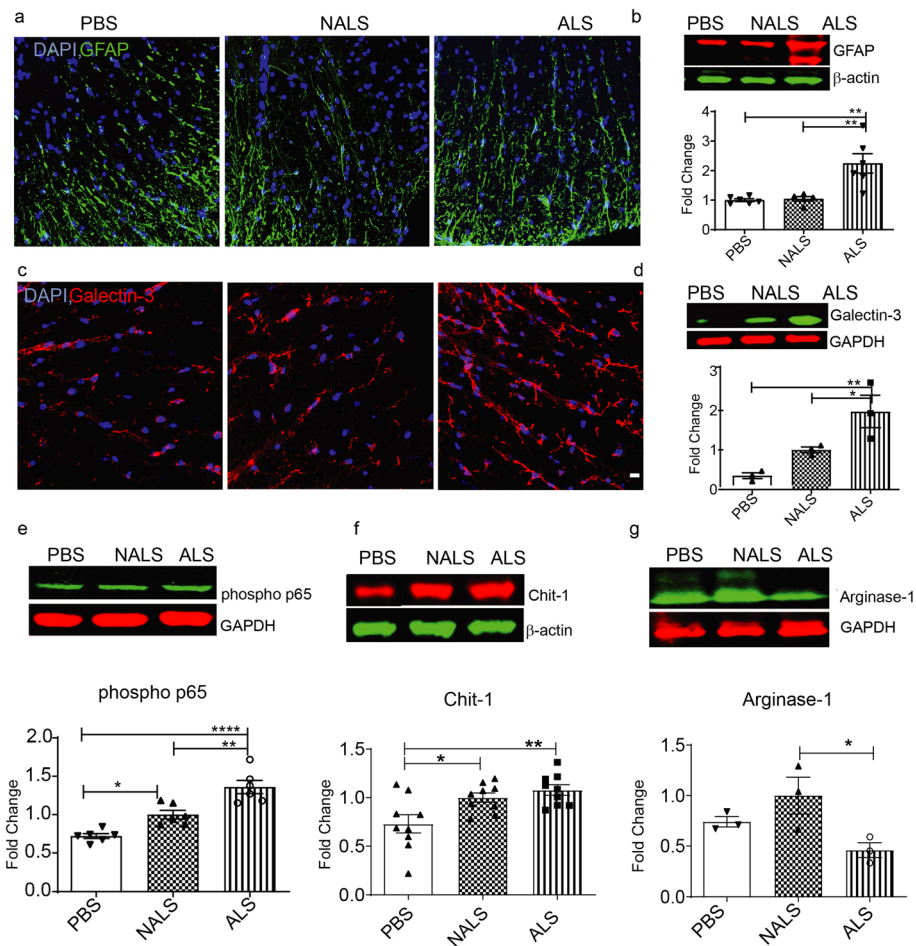 a
PBS
NALS
ALS
DAPI,GFAP
b
PBS NALS ALS
GFAP
β-actin
**
**
Fold Change
4
3
2
1
0
PBS
NALS
ALS
c
DAPI,Galectin-3
d
PBS NALS ALS
Galectin-3
GAPDH
**
*
Fold Change
3
2
1
0
PBS
NALS
ALS
e
PBS NALS ALS
phospho p65
GAPDH
phospho p65
****
**
*
Fold Change
2.0
1.5
1.0
0.5
0.0
PBS
NALS
ALS
f
PBS NALS ALS
Chit-1
β-actin
Chit-1
**
*
Fold Change
1.5
1.0
0.5
0.0
PBS
NALS
ALS
g
PBS NALS ALS
Arginase-1
GAPDH
Arginase-1
*
Fold Change
1.5
1.0
0.5
0.0
PBS
NALS
ALS